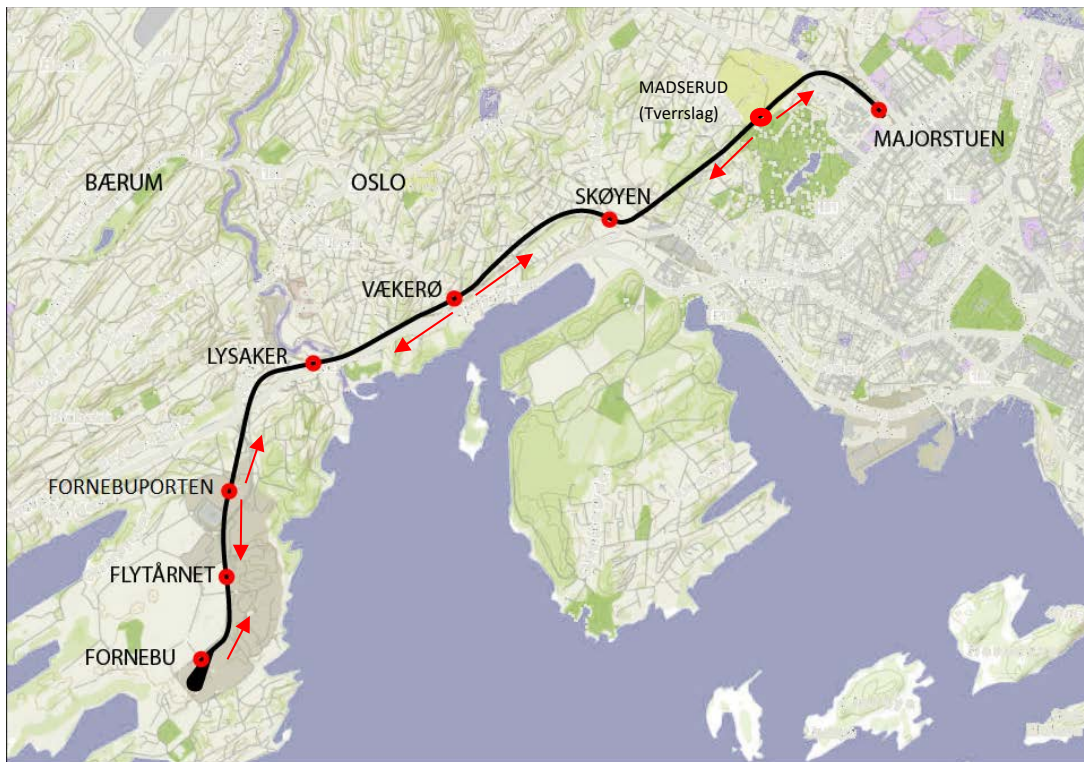 MADSERUD
(Tverrslag)
MAJORSTUEN
BÆRUM
OSLO
SKØYEN
VÆKERØ
LYSAKER
FORNEBUPORTEN
FLYTÅRNET
FORNEBU